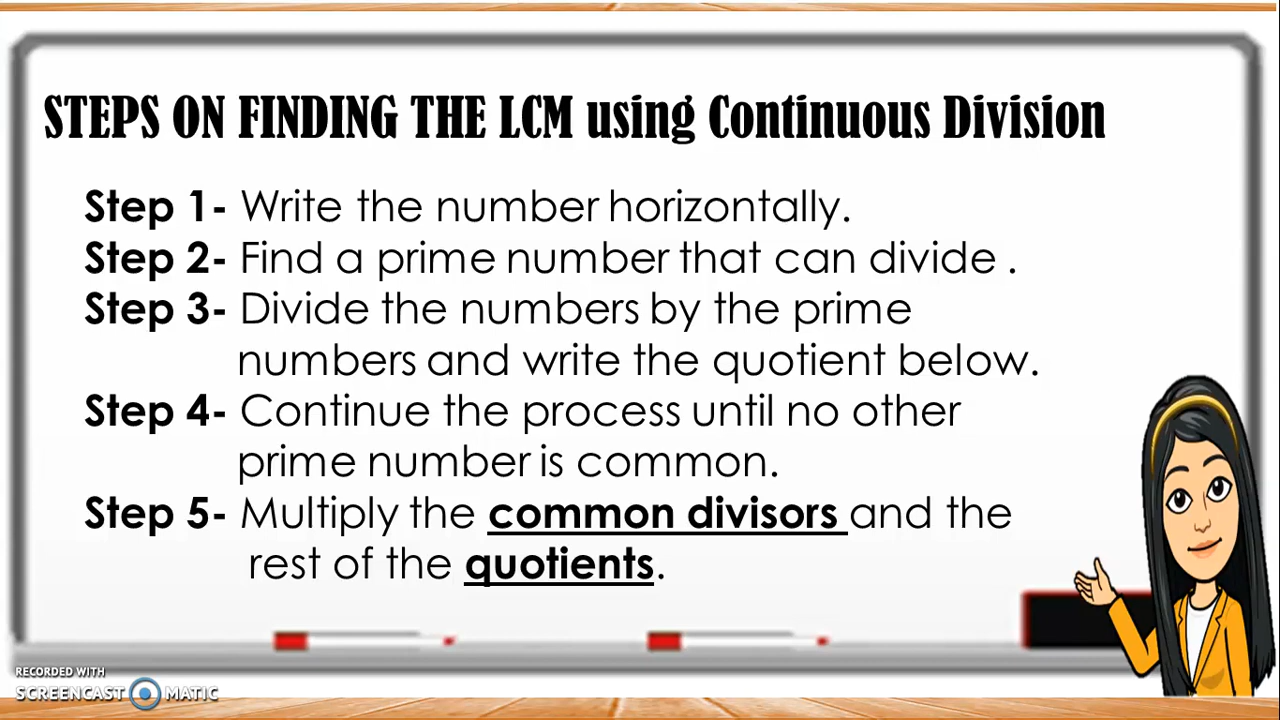 STEPS ON FINDING THE LCM using Continuous Division
Step 1- Write the number horizontally.
Step 2- Find a prime number that can divide .
Step 3- Divide the numbers by the prime
numbers and write the quotient below.
Step 4- Continue the process until no other
prime number is common.
Step 5- Multiply the common divisors and the
rest of the quotients.
RECORDED WITH
SCREENCAST MATIC